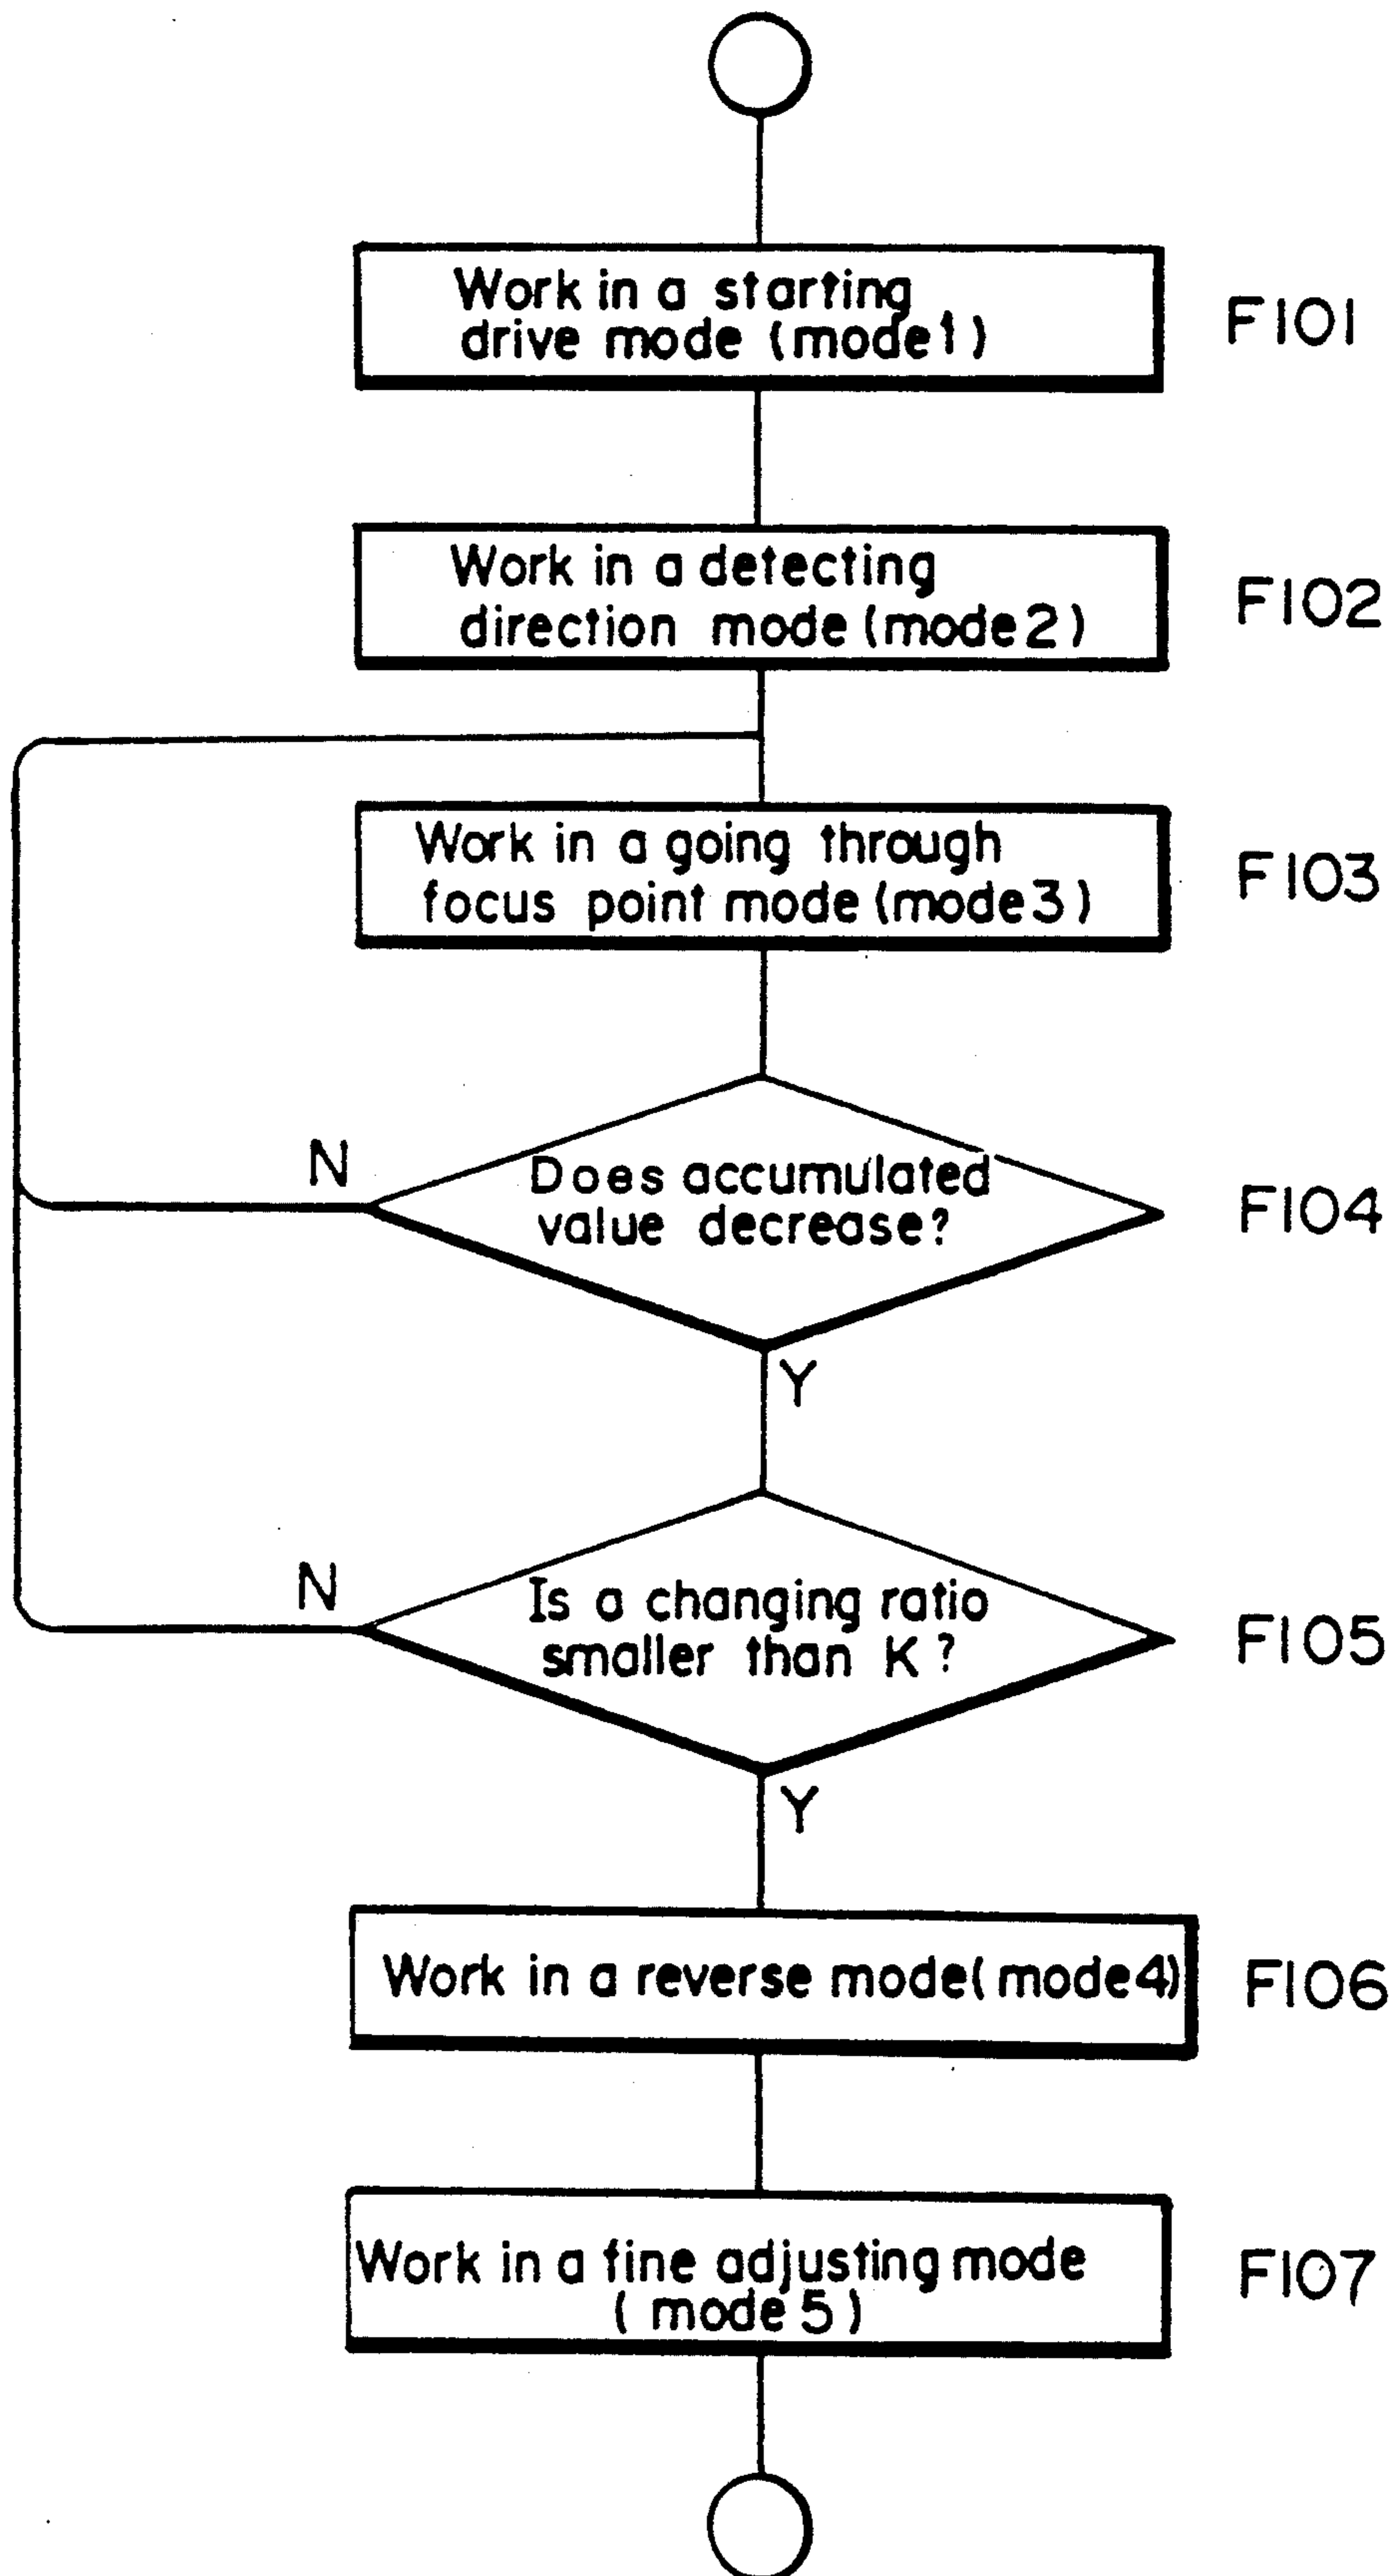 Work in a starting
drive mode (mode1)
F101
Work in a detecting
direction mode (mode2)
F102
Work in a going through
focus point mode (mode3)
F103
N
Does accumulated
value decrease?
F104
Y
N
Is a changing ratio
smaller than K?
F105
Y
Work in a reverse mode(mode4)
F106
Work in a fine adjusting mode
(mode5)
F107